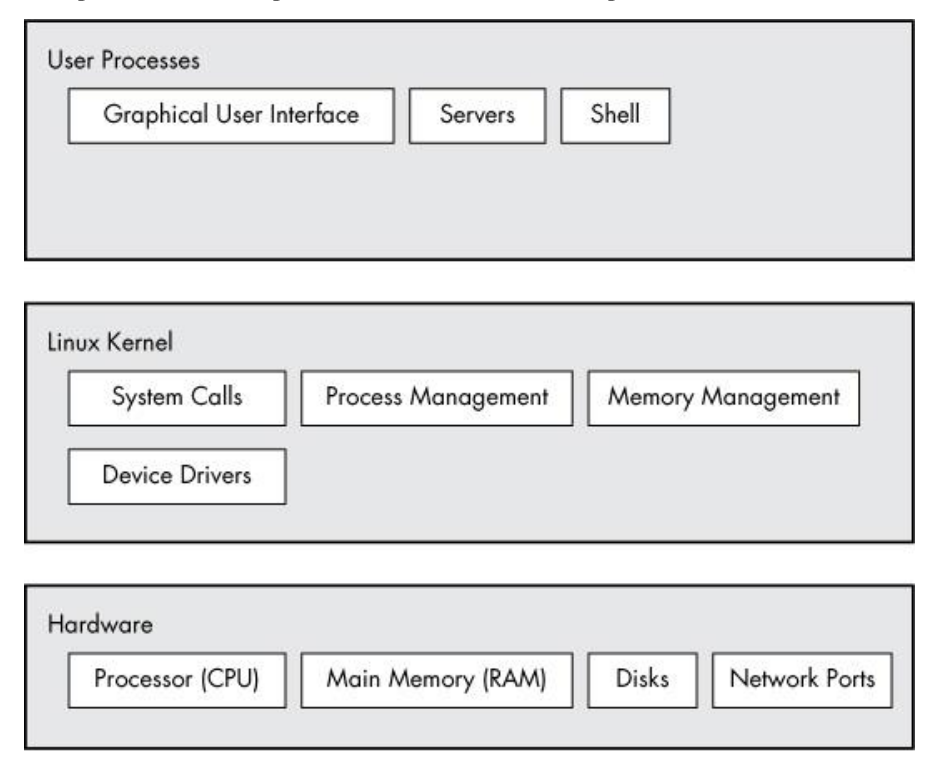 User Processes
Graphical User Interface Servers Shell
Linux Kernel
System Calls Process Management Memory Management
Device Drivers
Hardware
Processor (CPU) Main Memory (RAM) Disks Network Ports